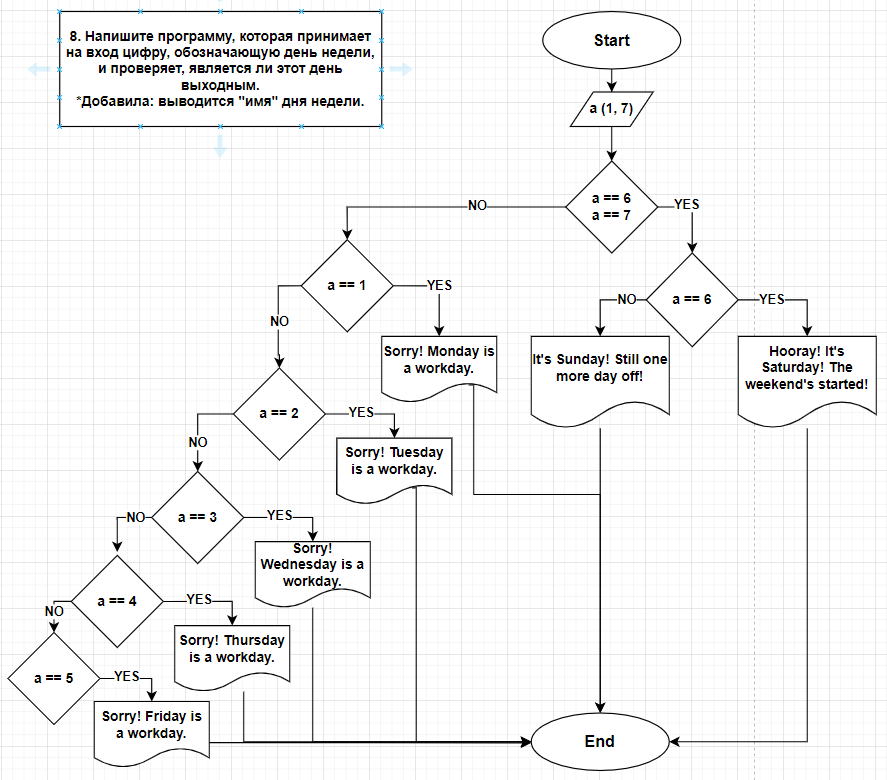 8. Напишите программу, которая принимает
на вход цифру, обозначающую день недели,
и проверяет, является ли этот день
выходным.
*Добавила: выводится "имя" дня недели.
Start
a (1, 7)
a == 6
a == 7
NO
YES
a == 1
YES
NO
a == 6
NO
YES
Sorry! Monday is
a workday.
It's Sunday! Still one
more day off!
Hooray! It's
Saturday! The
weekend's started!
a == 2
YES
NO
Sorry! Tuesday
is a workday.
a == 3
YES
NO
Sorry!
Wednesday is a
workday.
a == 4
YES
NO
Sorry! Thursday
is a workday.
a == 5
YES
Sorry! Friday is
a workday.
End